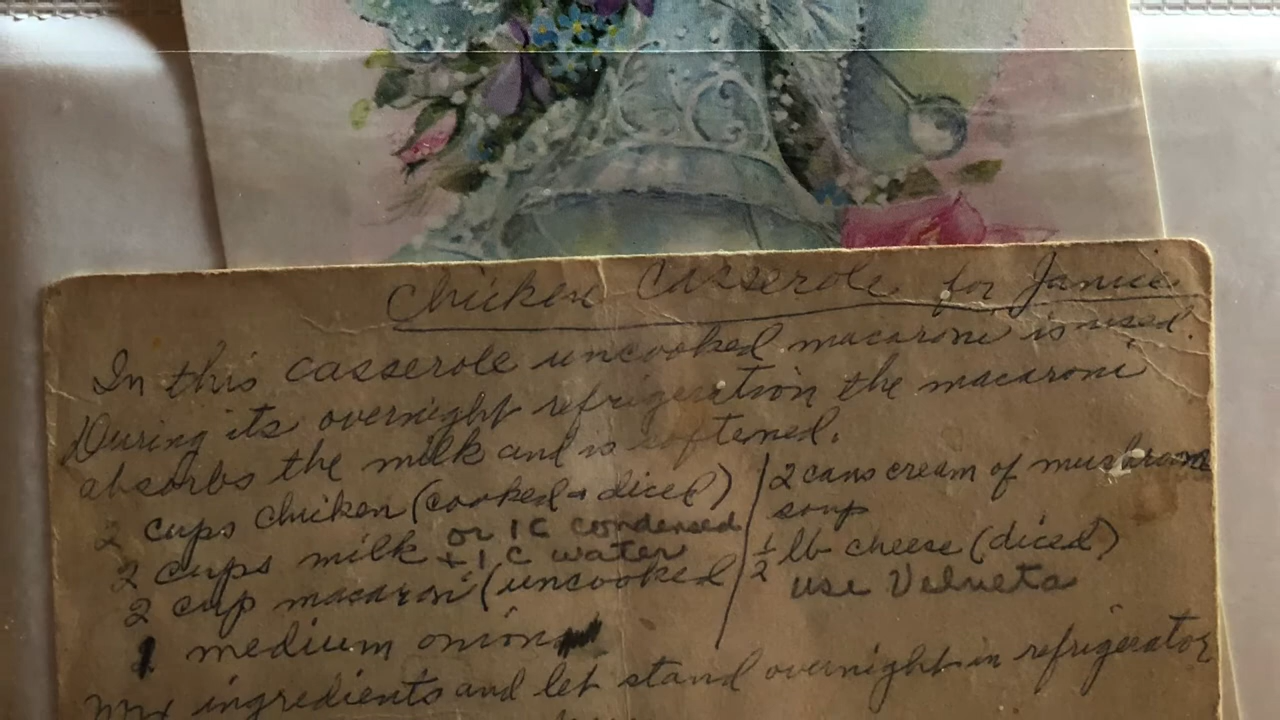 Chicken Casserole for Janice
In this casserole uncooked macaroni is used.
During its overnight refrigeration the macaroni
absorbs the milk and is softened.
2 cups chicken (cooked + diced)
2 cups milk or 1 C condensed
+ 1 C water
2 cup macaroni (uncooked
1 medium onion
2 cans cream of mushroom
soup
1/2 lb cheese (diced)
use Velveta
Mix ingredients and let stand overnight in refrigerator